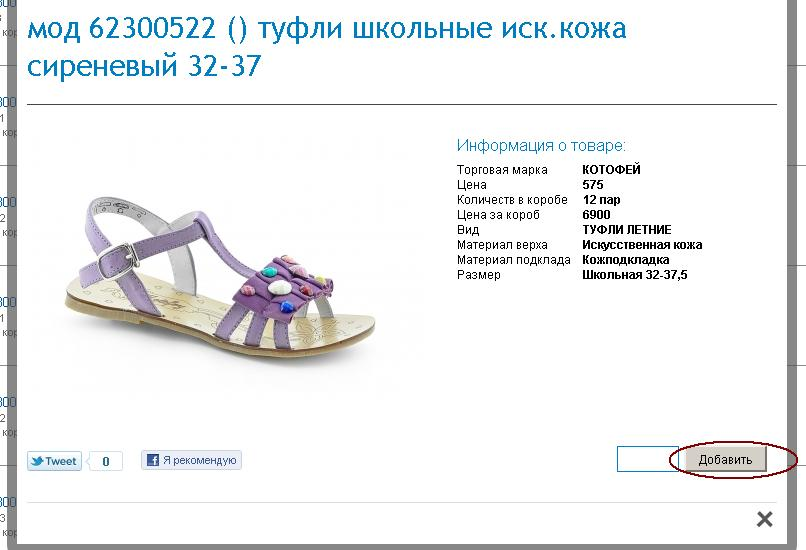 мод 62300522 () туфли школьные иск.кожа
сиреневый 32-37
Информация о товаре:
Торговая марка КОТОФЕЙ
Цена 575
Количеств в коробе 12 пар
Цена за короб 6900
Вид ТУФЛИ ЛЕТНИЕ
Материал верха Искусственная кожа
Материал подклада Кожподкладка
Размер Школьная 32-37,5
Tweet 0 Я рекомендую Добавить